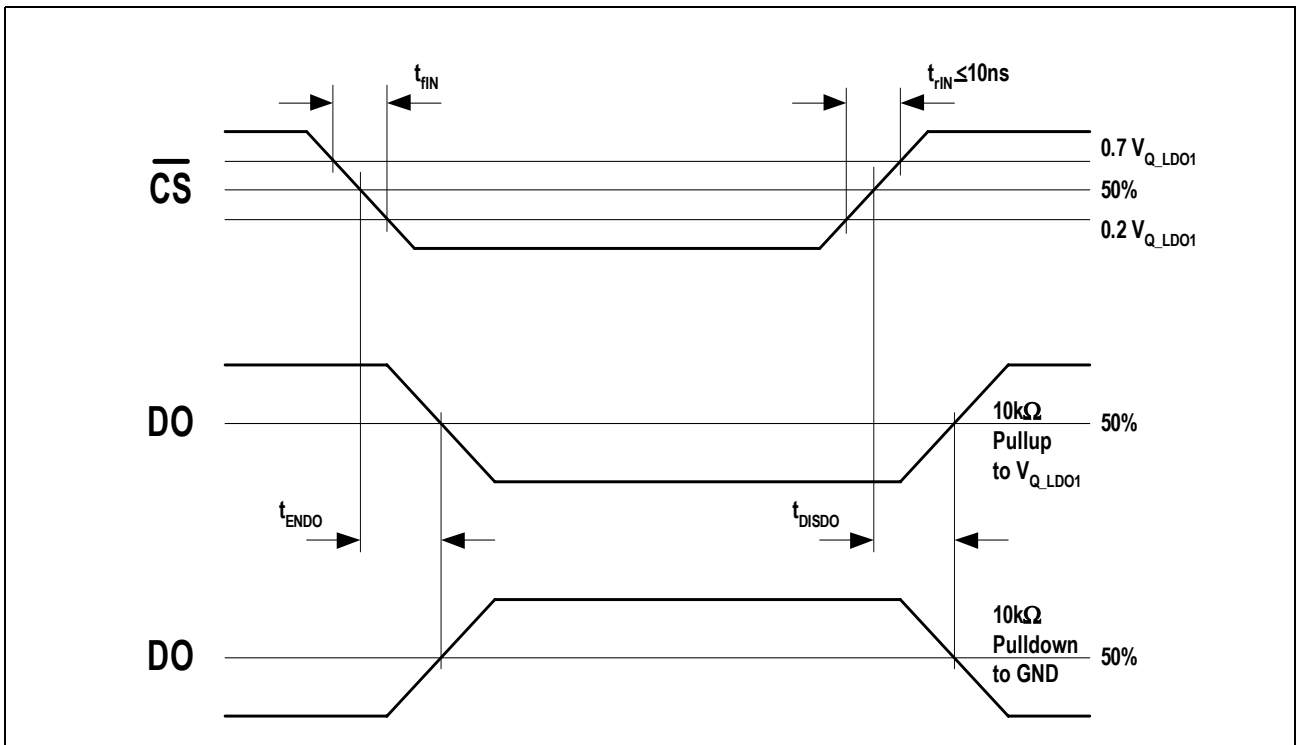 t_fIN
t_rIN≤10ns
CS
0.7 V_Q_LDO1
50%
0.2 V_Q_LDO1
DO
10kΩ
Pullup
to V_Q_LDO1
50%
t_ENDO
t_DISDO
DO
10kΩ
Pulldown
to GND
50%